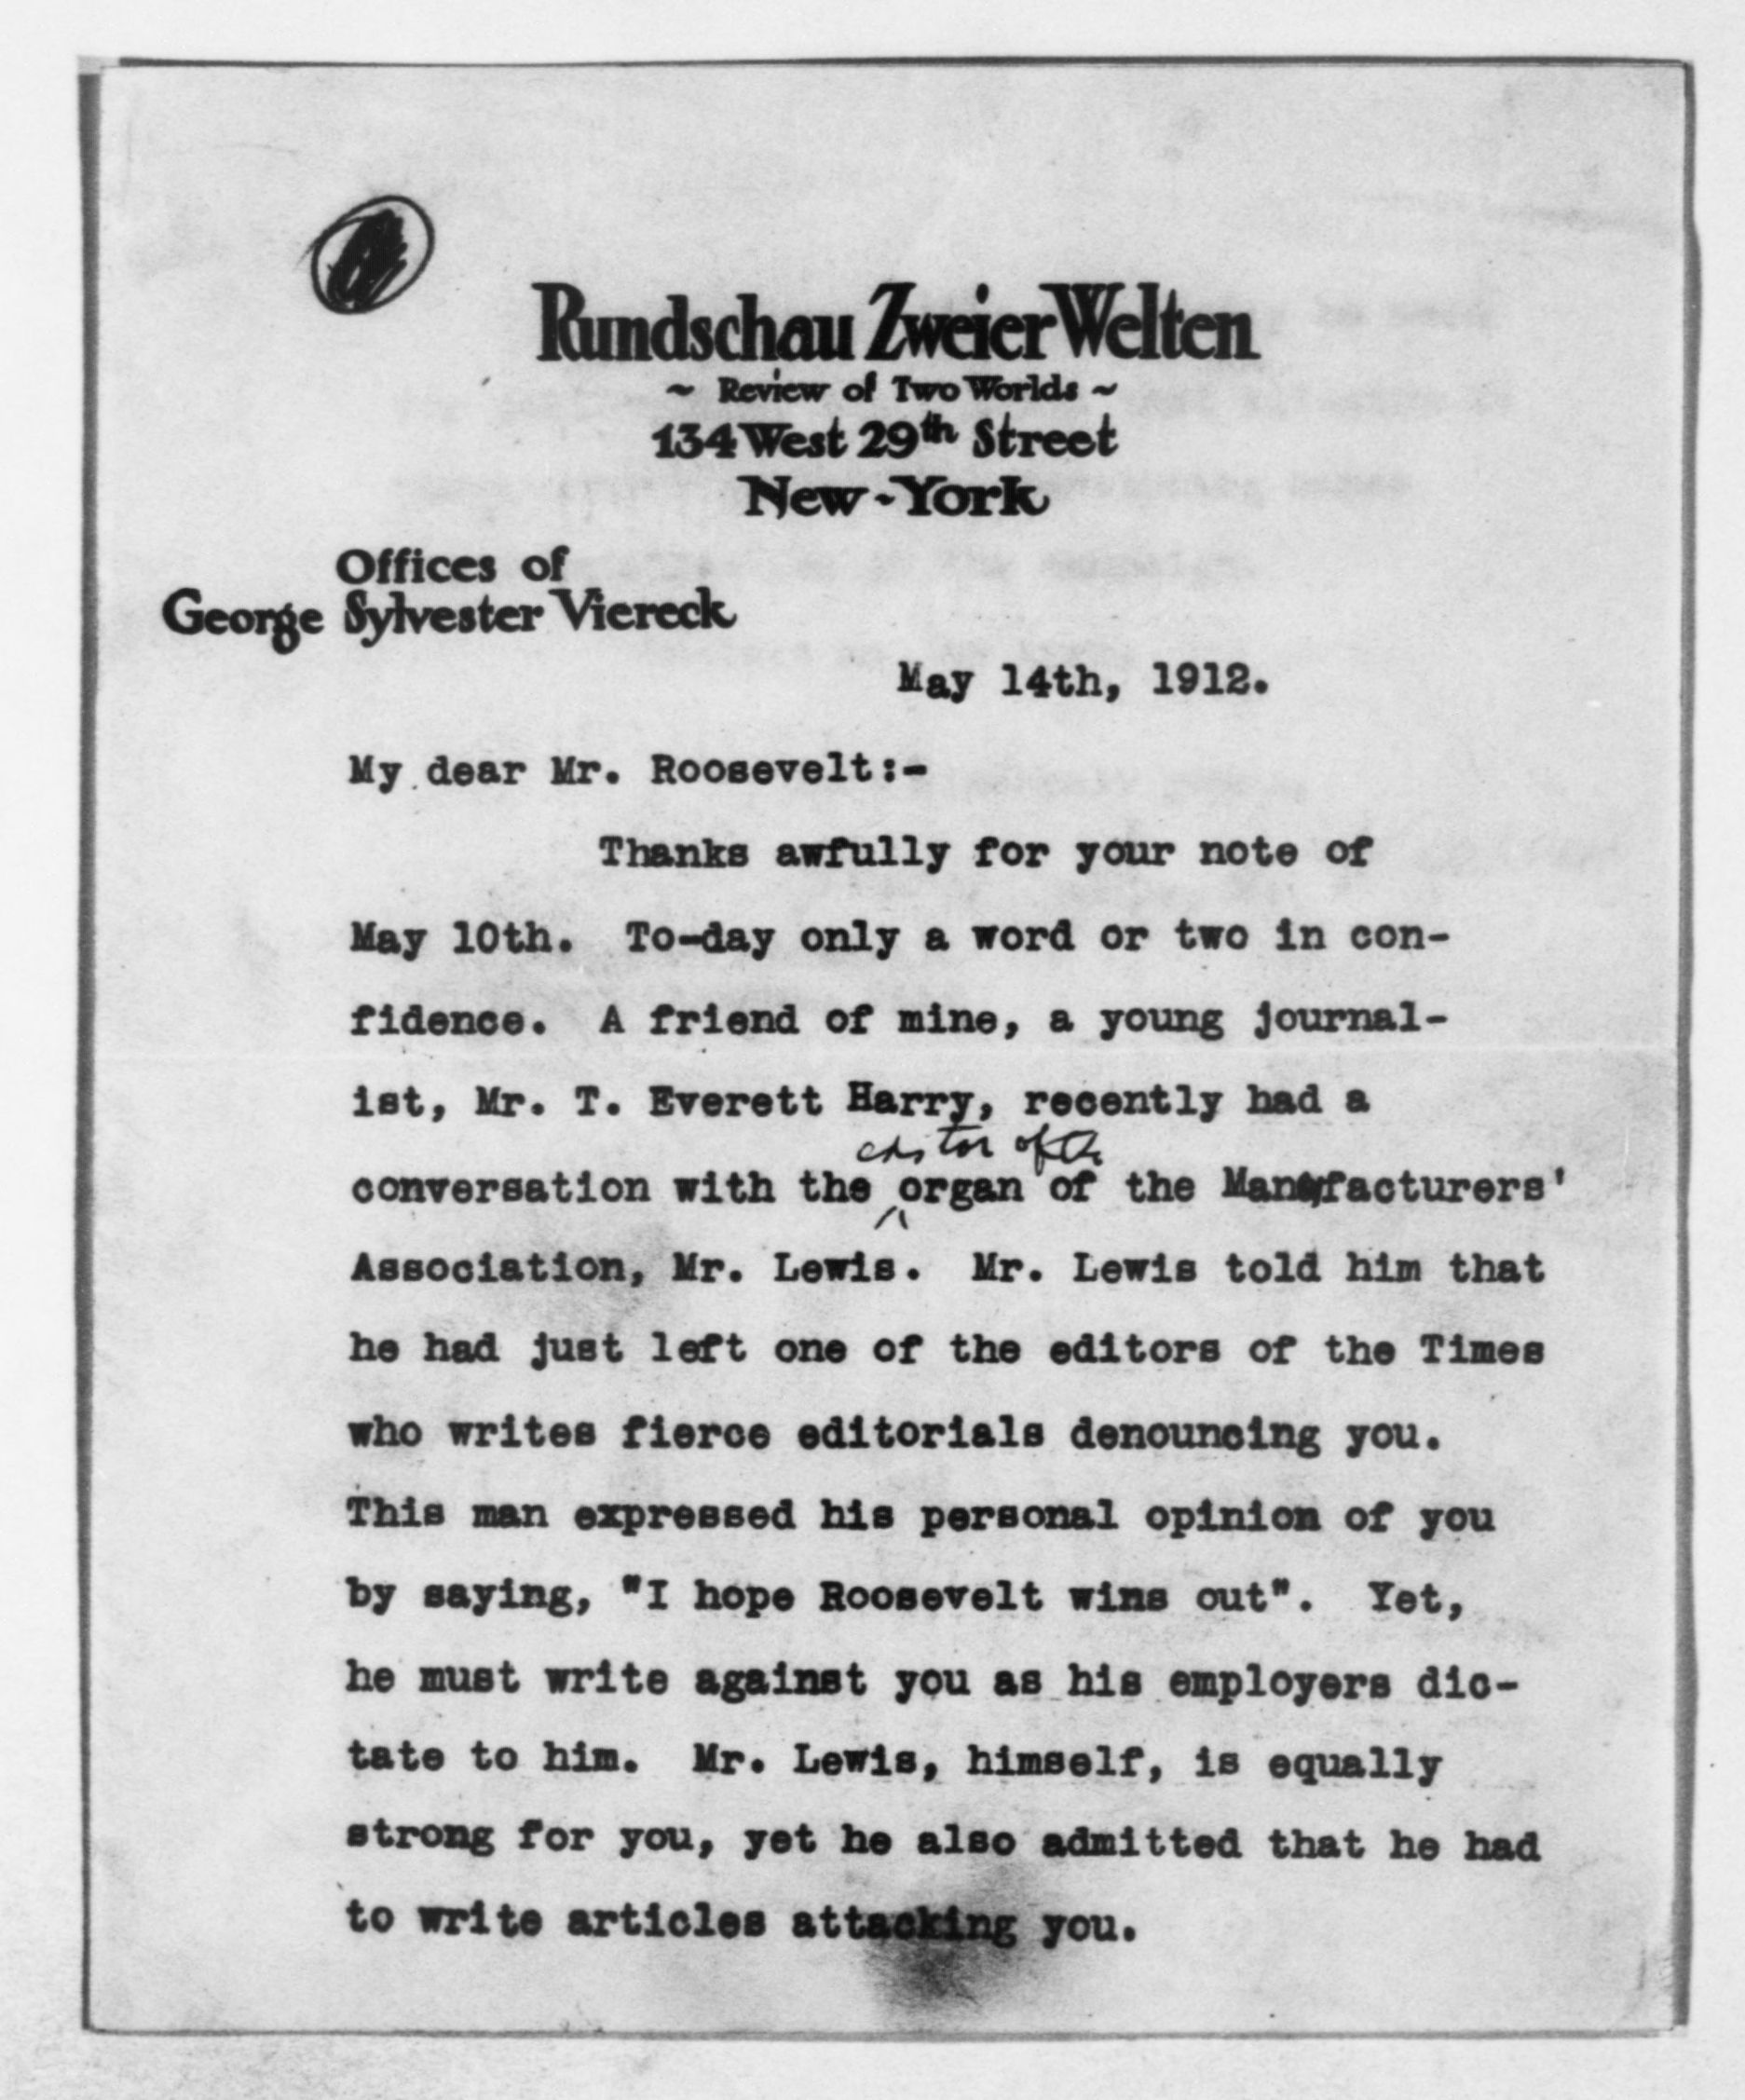 Rundschau Zweier Welten
~ Review of Two Worlds ~
134 West 29th Street
New-York
Offices of
George Sylvester Viereck
May 14th, 1912.
My dear Mr. Roosevelt:-
Thanks awfully for your note of
May 10th. To-day only a word or two in con-
fidence. A friend of mine, a young journal-
ist, Mr. T. Everett Harry, recently had a
editor of the
conversation with the organ of the Manufacturers'
Association, Mr. Lewis. Mr. Lewis told him that
he had just left one of the editors of the Times
who writes fierce editorials denouncing you.
This man expressed his personal opinion of you
by saying, "I hope Roosevelt wins out". Yet,
he must write against you as his employers dic-
tate to him. Mr. Lewis, himself, is equally
strong for you, yet he also admitted that he had
to write articles attacking you.